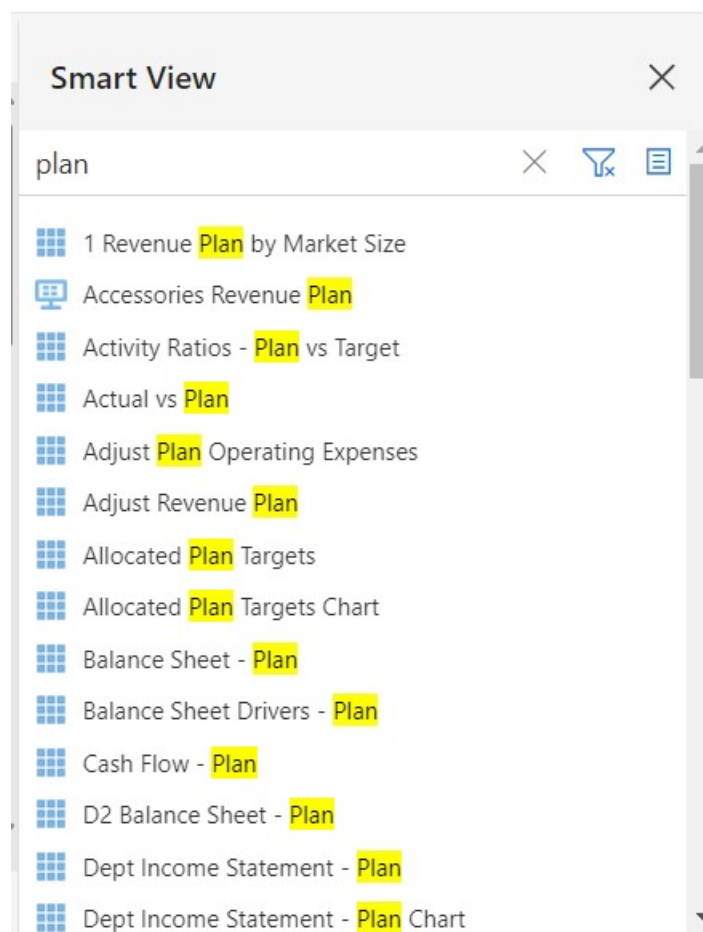 Smart View
plan
1 Revenue Plan by Market Size
Accessories Revenue Plan
Activity Ratios - Plan vs Target
Actual vs Plan
Adjust Plan Operating Expenses
Adjust Revenue Plan
Allocated Plan Targets
Allocated Plan Targets Chart
Balance Sheet - Plan
Balance Sheet Drivers - Plan
Cash Flow - Plan
D2 Balance Sheet - Plan
Dept Income Statement - Plan
Dept Income Statement - Plan Chart